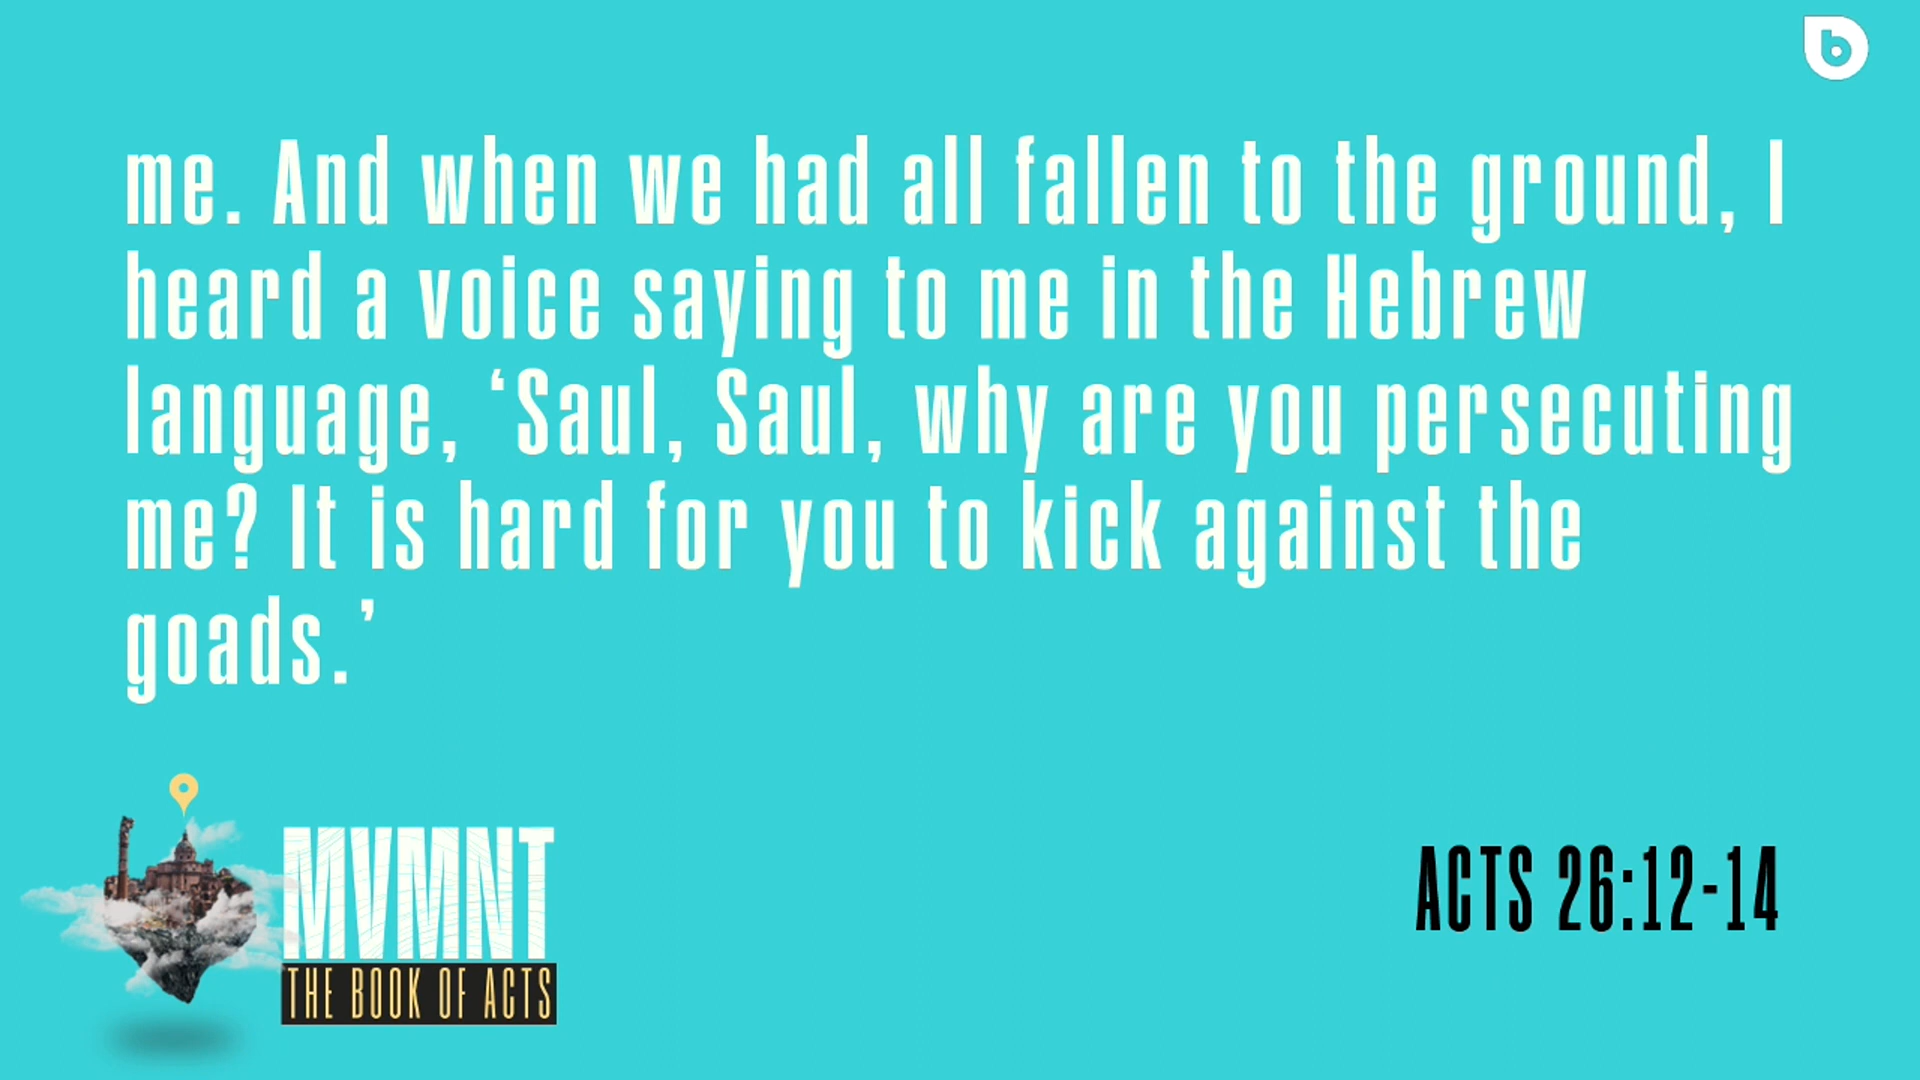 b
me. And when we had all fallen to the ground, I
heard a voice saying to me in the Hebrew
language, ‘Saul, Saul, why are you persecuting
me? It is hard for you to kick against the
goads.’
MVMNT
THE BOOK OF ACTS
ACTS 26:12-14